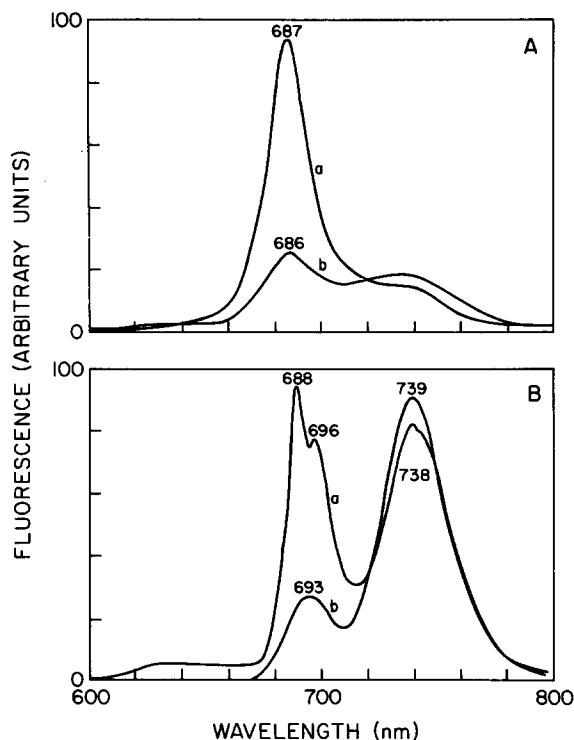 100
687
A
a
686
b
0
FLUORESCENCE (ARBITRARY UNITS)
100
688
739
B
696
738
a
693
b
0
600
700
800
WAVELENGTH (nm)